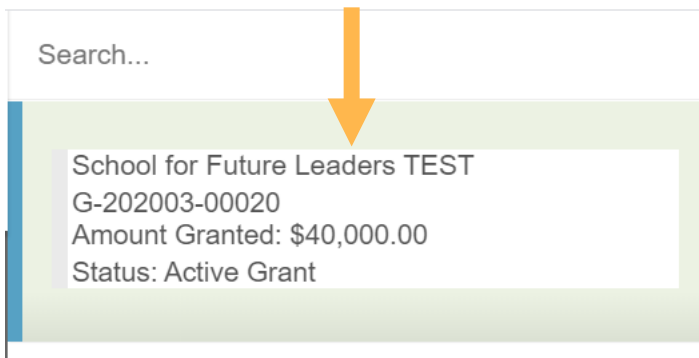 Search...
School for Future Leaders TEST
G-202003-00020
Amount Granted: $40,000.00
Status: Active Grant